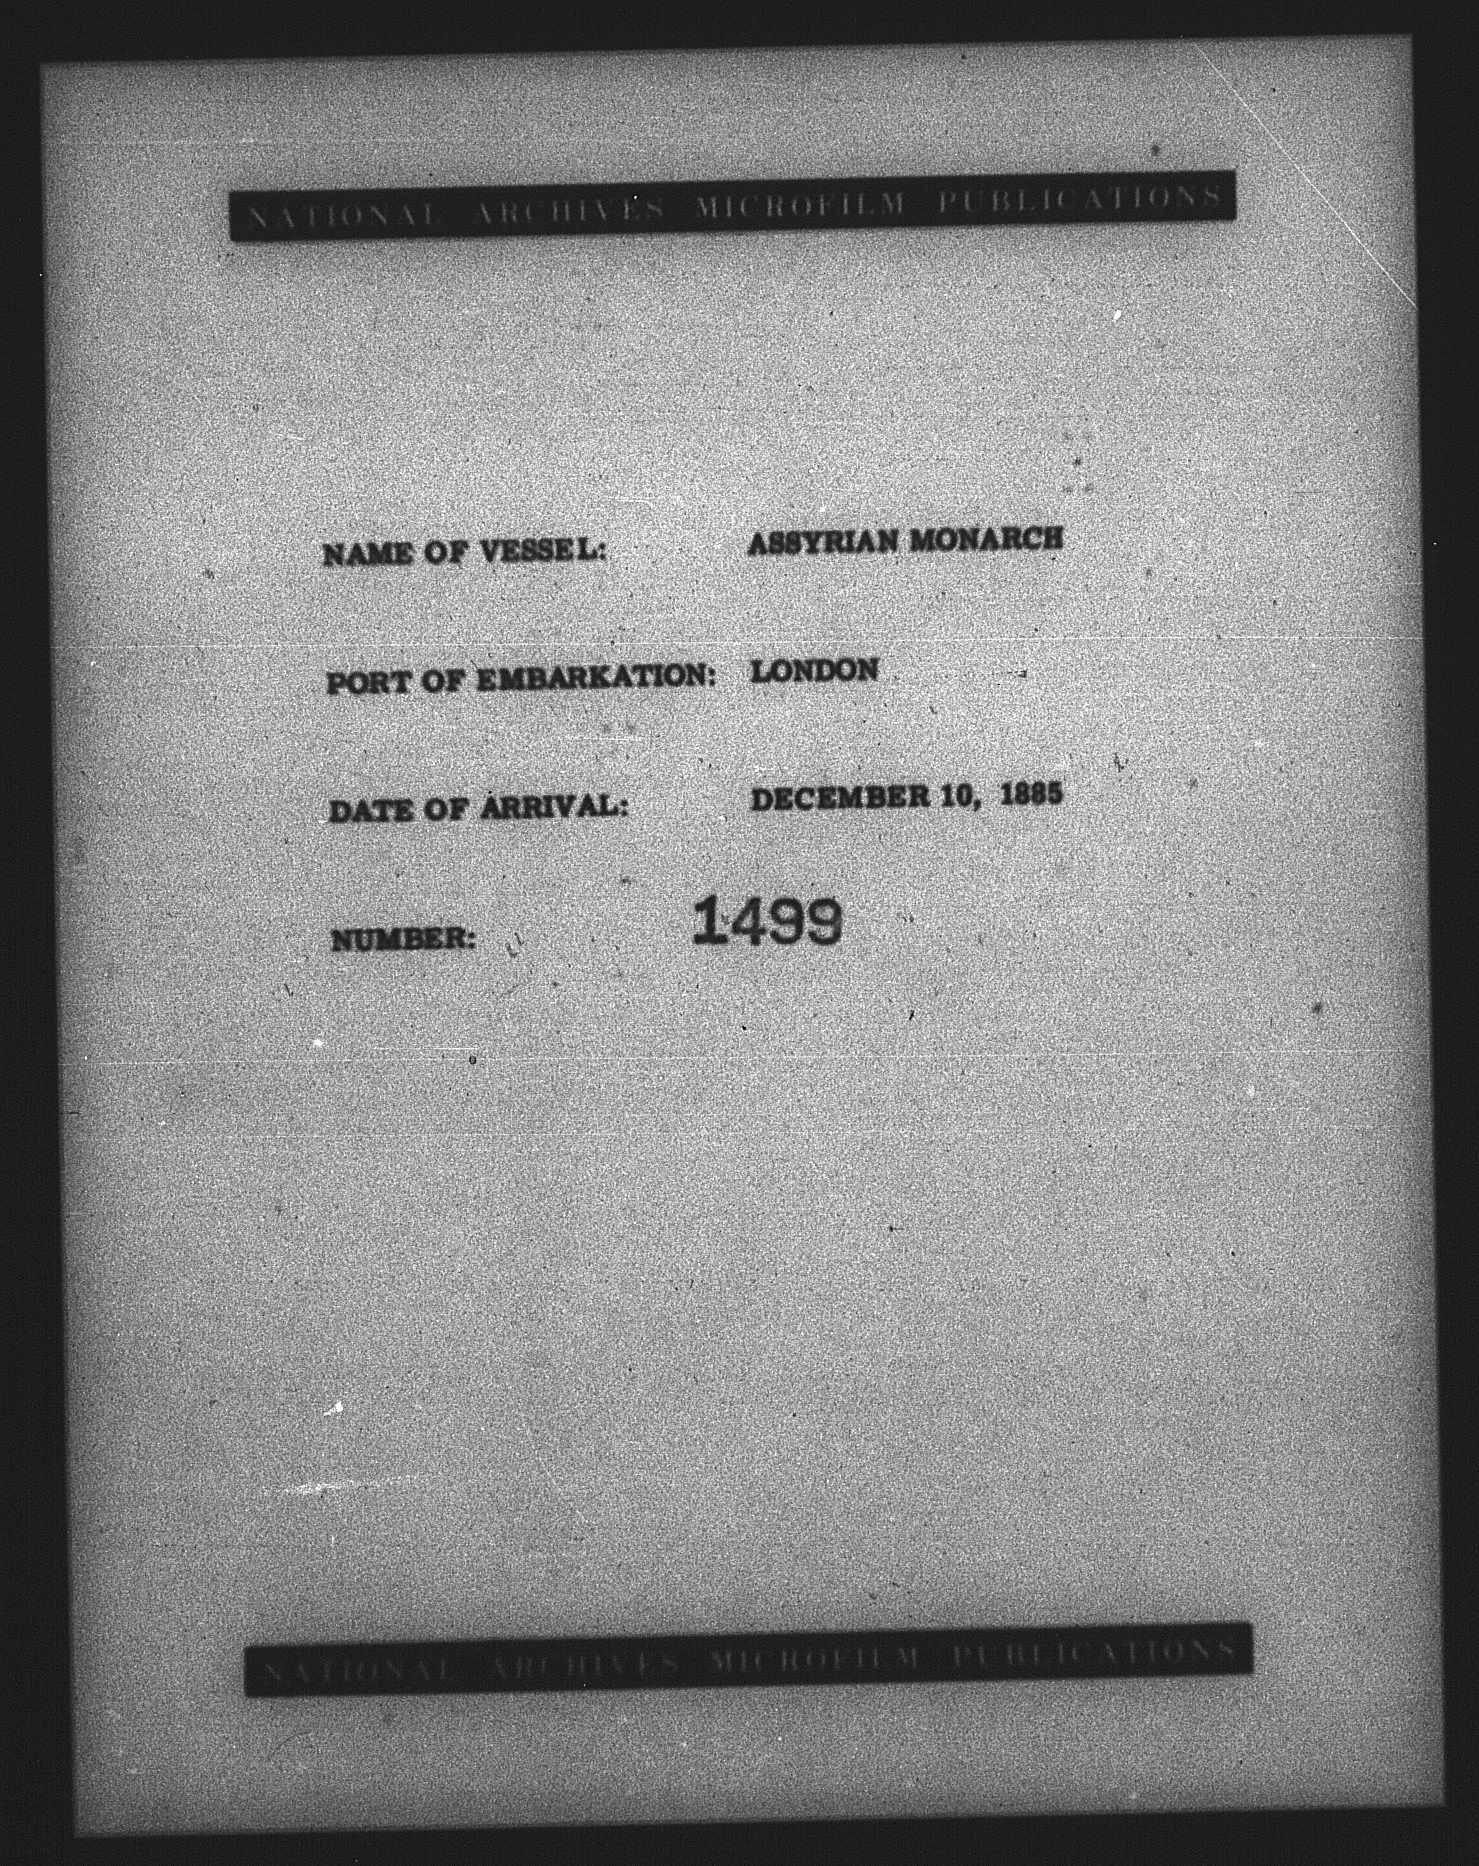 NATIONAL ARCHIVES MICROFILM PUBLICATIONS
NAME OF VESSEL: ASSYRIAN MONARCH
PORT OF EMBARKATION: LONDON
DATE OF ARRIVAL: DECEMBER 10, 1885
NUMBER: 1499
NATIONAL ARCHIVES MICROFILM PUBLICATIONS